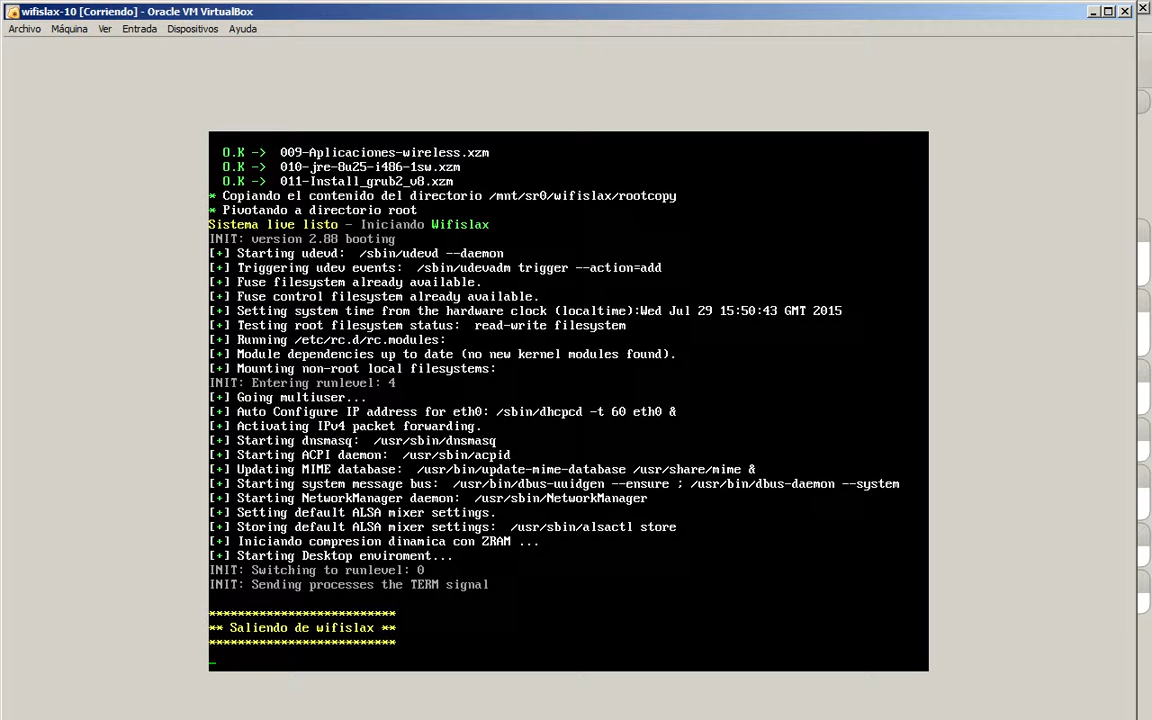 wifislax-10 [Corriendo] - Oracle VM VirtualBox
Archivo Máquina Ver Entrada Dispositivos Ayuda
O.K -> 009-Aplicaciones-wireless.xzm
O.K -> 010-jre-8u25-i486-1sw.xzm
O.K -> 011-Install_grub2_v8.xzm
* Copiando el contenido del directorio /mnt/sr0/wifislax/rootcopy
* Pivotando a directorio root
Sistema live listo - Iniciando Wifislax
INIT: version 2.88 booting
[+] Starting udevd: /sbin/udevd --daemon
[+] Triggering udev events: /sbin/udevadm trigger --action=add
[+] Fuse filesystem already available.
[+] Fuse control filesystem already available.
[+] Setting system time from the hardware clock (localtime):Wed Jul 29 15:50:43 GMT 2015
[+] Testing root filesystem status: read-write filesystem
[+] Running /etc/rc.d/rc.modules:
[+] Module dependencies up to date (no new kernel modules found).
[+] Mounting non-root local filesystems:
INIT: Entering runlevel: 4
[+] Going multiuser...
[+] Auto Configure IP address for eth0: /sbin/dhcpcd -t 60 eth0 &
[+] Activating IPv4 packet forwarding.
[+] Starting dnsmasq: /usr/sbin/dnsmasq
[+] Starting ACPI daemon: /usr/sbin/acpid
[+] Updating MIME database: /usr/bin/update-mime-database /usr/share/mime &
[+] Starting system message bus: /usr/bin/dbus-uuidgen --ensure ; /usr/bin/dbus-daemon --system
[+] Starting NetworkManager daemon: /usr/sbin/NetworkManager
[+] Setting default ALSA mixer settings.
[+] Storing default ALSA mixer settings: /usr/sbin/alsactl store
[+] Iniciando compresion dinamica con ZRAM ...
[+] Starting Desktop enviroment...
INIT: Switching to runlevel: 0
INIT: Sending processes the TERM signal
**************************
** Saliendo de wifislax **
**************************